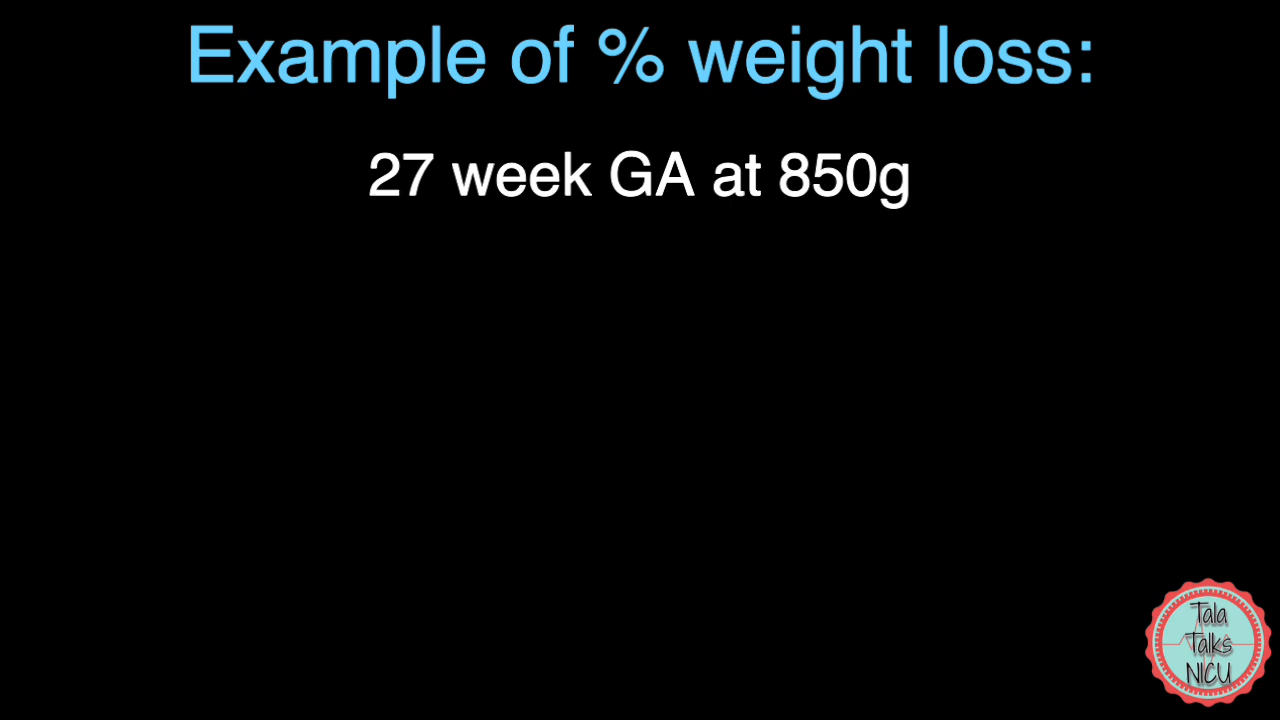 Example of % weight loss:
27 week GA at 850g
Tala
Talks
NICU